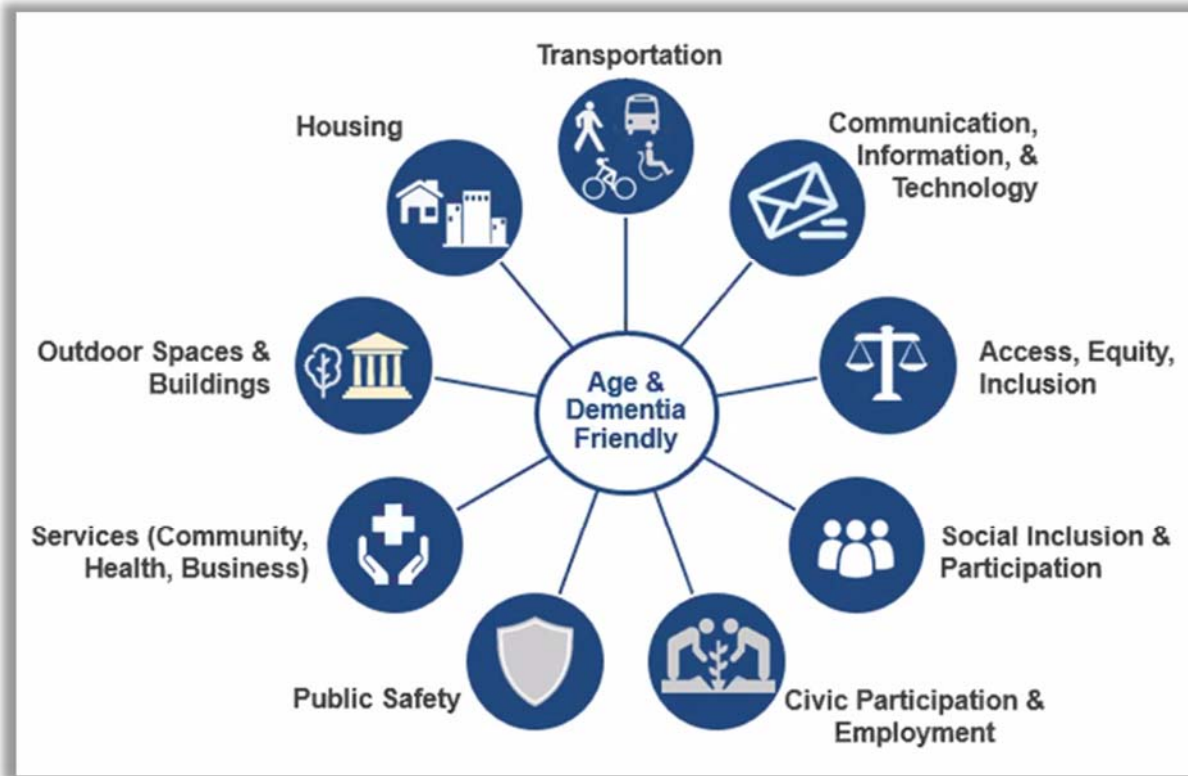 Transportation
Housing
Communication,
Information, &
Technology
Outdoor Spaces &
Buildings
Age &
Dementia
Friendly
Access, Equity,
Inclusion
Services (Community,
Health, Business)
Social Inclusion &
Participation
Public Safety
Civic Participation &
Employment